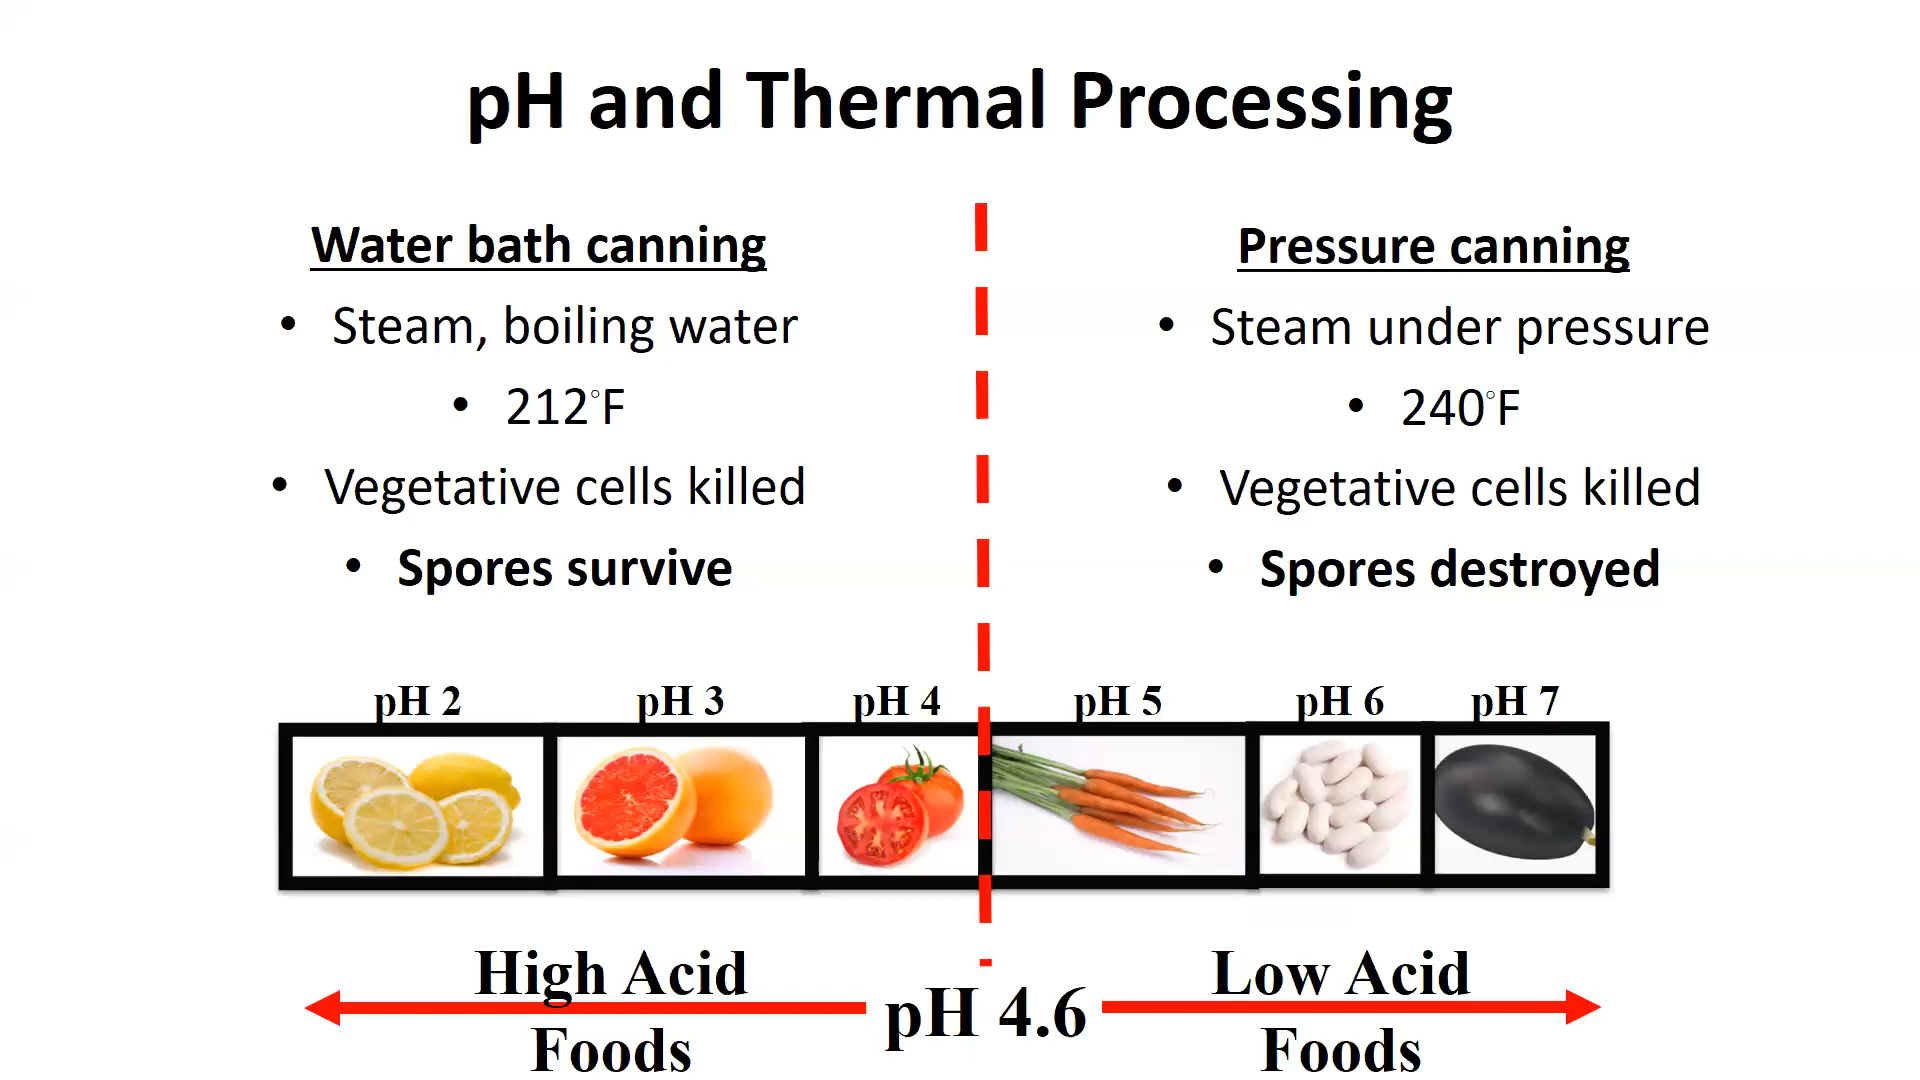 pH and Thermal Processing
Water bath canning
• Steam, boiling water
• 212°F
• Vegetative cells killed
• Spores survive
Pressure canning
• Steam under pressure
• 240°F
• Vegetative cells killed
• Spores destroyed
pH 2
pH 3
pH 4
pH 5
pH 6
pH 7
High Acid
Foods
pH 4.6
Low Acid
Foods